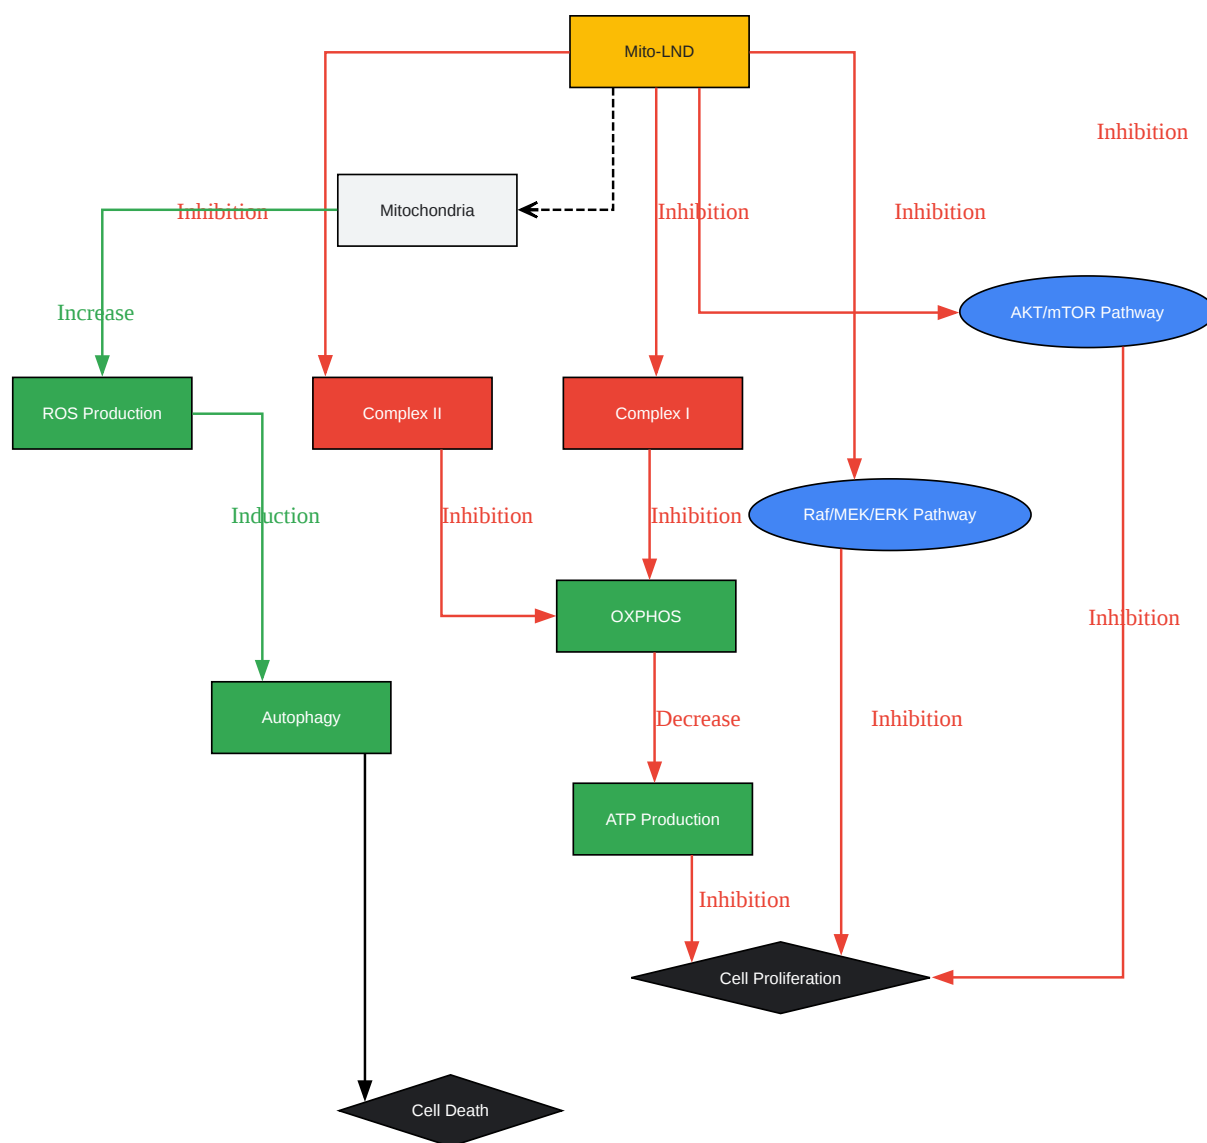 Mito-LND
Inhibition
Mitochondria
Inhibition
Inhibition
Inhibition
Increase
AKT/mTOR Pathway
ROS Production
Complex II
Complex I
Induction
Inhibition
Inhibition
Raf/MEK/ERK Pathway
OXPHOS
Inhibition
Autophagy
Decrease
Inhibition
ATP Production
Inhibition
Cell Proliferation
Cell Death